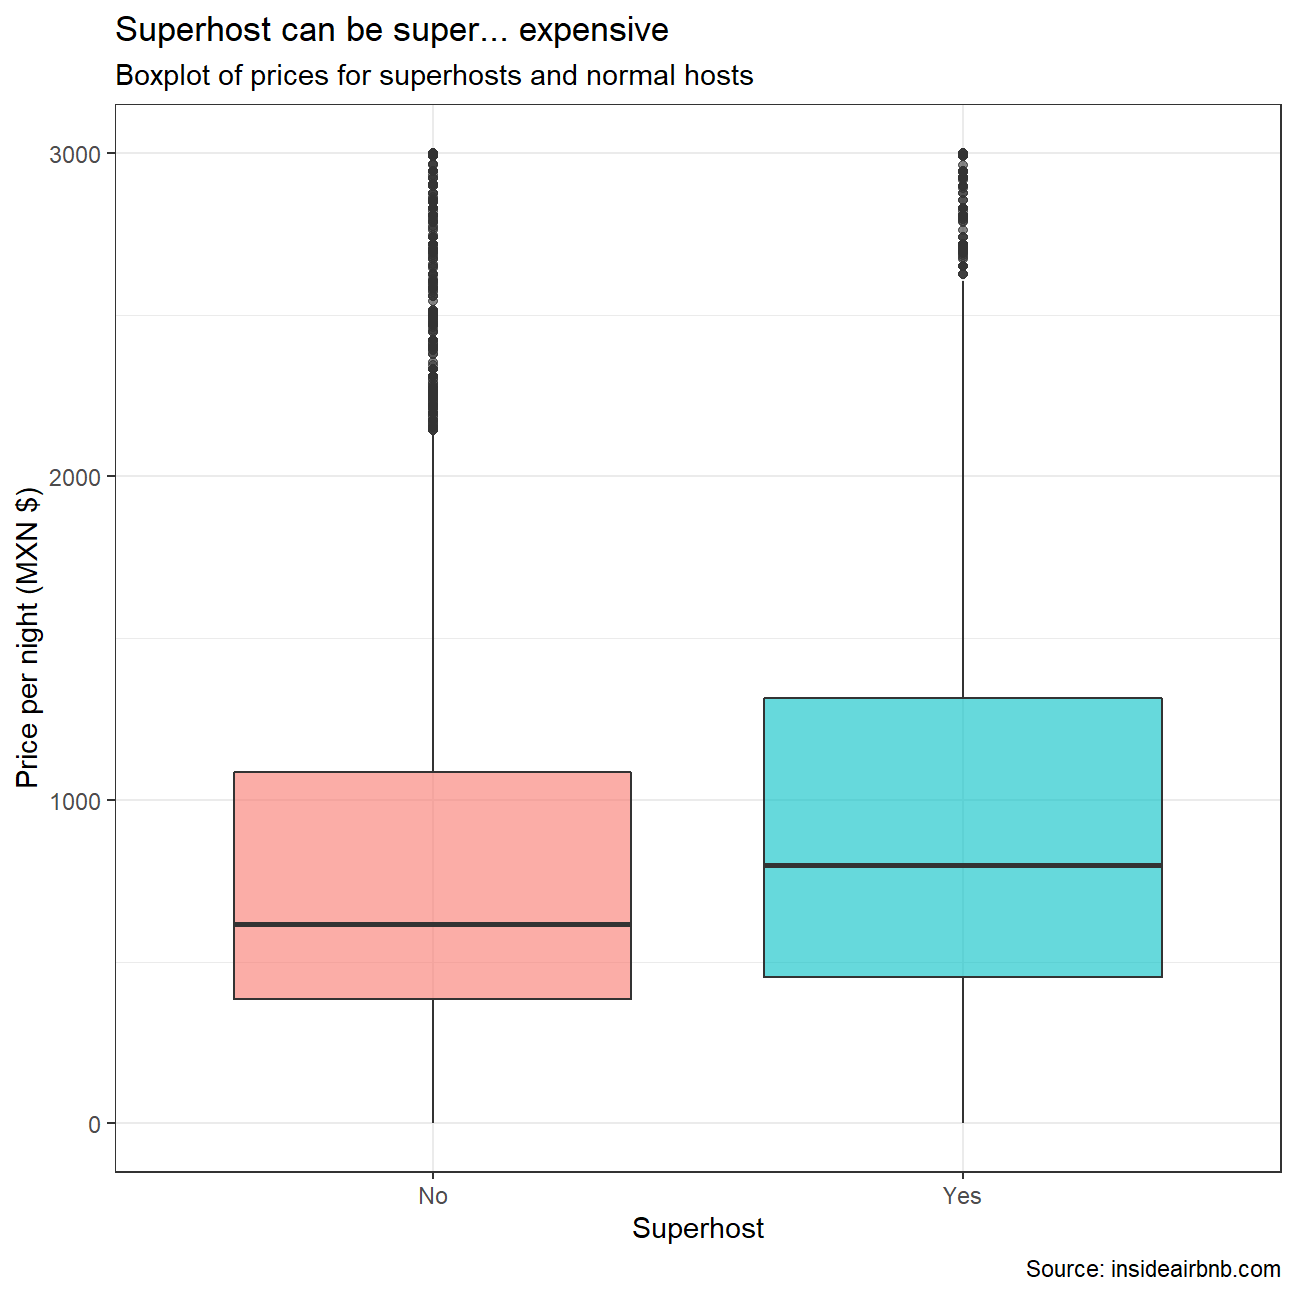 Superhost can be super... expensive
Boxplot of prices for superhosts and normal hosts
Price per night (MXN $)
3000
2000
1000
0
No
Yes
Superhost
Source: insideairbnb.com